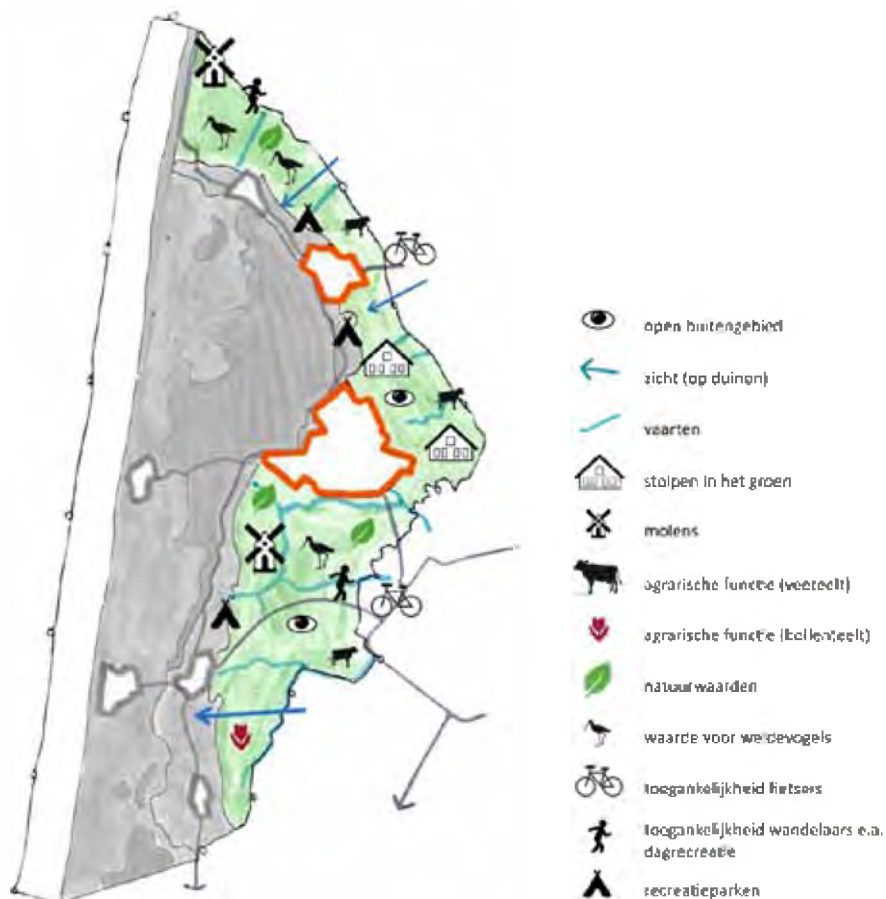 open buitengebied
zicht (op duinen)
vaarten
stolpen in het groen
molens
agrarische functie (veeteelt)
agrarische functie (bollenteelt)
natuurwaarden
waarde voor weidevogels
toegankelijkheid fietsers
toegankelijkheid wandelaars e.a.
dagrecreatie
recreatieparken